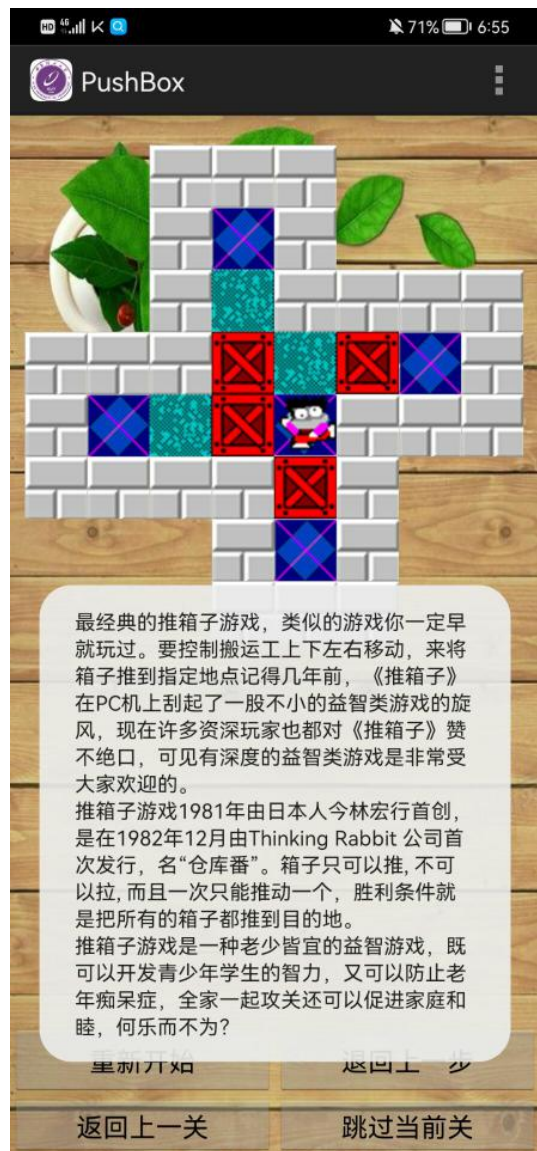 HD 4G 71% 6:55
PushBox
最经典的推箱子游戏，类似的游戏你一定早
就玩过。要控制搬运工上下左右移动，来将
箱子推到指定地点记得几年前，《推箱子》
在PC机上刮起了一股不小的益智类游戏的旋
风，现在许多资深玩家也都对《推箱子》赞
不绝口，可见有深度的益智类游戏是非常受
大家欢迎的。
推箱子游戏1981年由日本人今林宏行首创，
是在1982年12月由Thinking Rabbit 公司首
次发行，名“仓库番”。箱子只可以推, 不可
以拉, 而且一次只能推动一个，胜利条件就
是把所有的箱子都推到目的地。
推箱子游戏是一种老少皆宜的益智游戏，既
可以开发青少年学生的智力，又可以防止老
年痴呆症，全家一起攻关还可以促进家庭和
睦，何乐而不为？
重新开始 退回上一步
返回上一关 跳过当前关